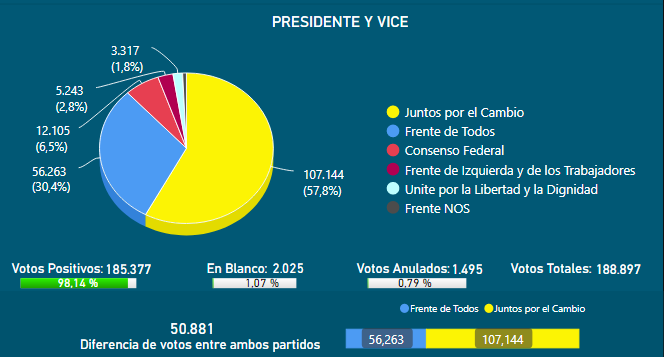 PRESIDENTE Y VICE
3.317
(1,8%)
5.243
(2,8%)
12.105
(6,5%)
56.263
(30,4%)
107.144
(57,8%)
Juntos por el Cambio
Frente de Todos
Consenso Federal
Frente de Izquierda y de los Trabajadores
Unite por la Libertad y la Dignidad
Frente NOS
Votos Positivos: 185.377
98,14 %
En Blanco: 2.025
1,07 %
Votos Anulados: 1.495
0,79 %
Votos Totales: 188.897
Frente de Todos
Juntos por el Cambio
50.881
Diferencia de votos entre ambos partidos
56,263
107,144